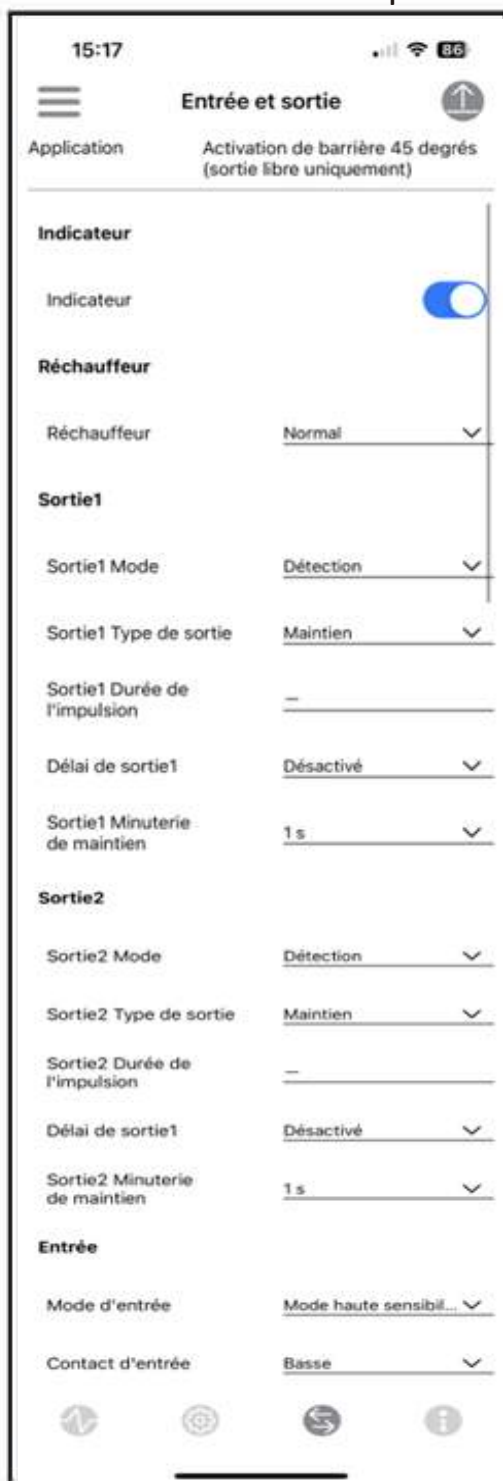 15:17
86
Entrée et sortie
Application
Activation de barrière 45 degrés
(sortie libre uniquement)
Indicateur
Indicateur
Réchauffeur
Réchauffeur Normal
Sortie1
Sortie1 Mode Détection
Sortie1 Type de sortie Maintien
Sortie1 Durée de
l'impulsion –
Délai de sortie1 Désactivé
Sortie1 Minuterie
de maintien 1 s
Sortie2
Sortie2 Mode Détection
Sortie2 Type de sortie Maintien
Sortie2 Durée de
l'impulsion –
Délai de sortie1 Désactivé
Sortie2 Minuterie
de maintien 1 s
Entrée
Mode d'entrée Mode haute sensibil...
Contact d'entrée Basse